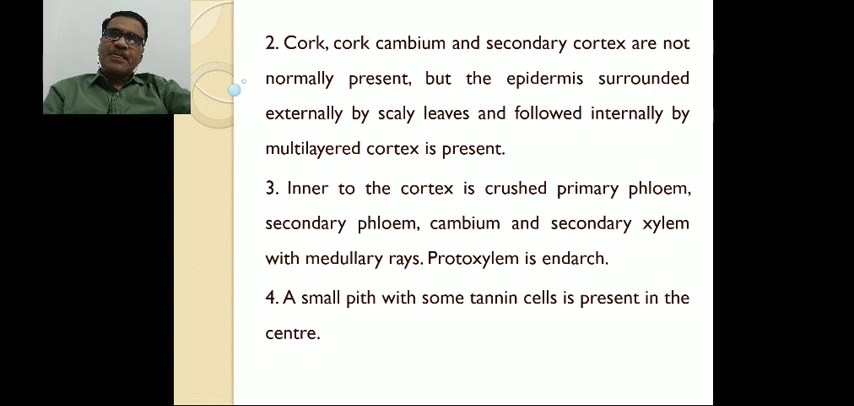 2. Cork, cork cambium and secondary cortex are not
normally present, but the epidermis surrounded
externally by scaly leaves and followed internally by
multilayered cortex is present.
3. Inner to the cortex is crushed primary phloem,
secondary phloem, cambium and secondary xylem
with medullary rays. Protoxylem is endarch.
4. A small pith with some tannin cells is present in the
centre.